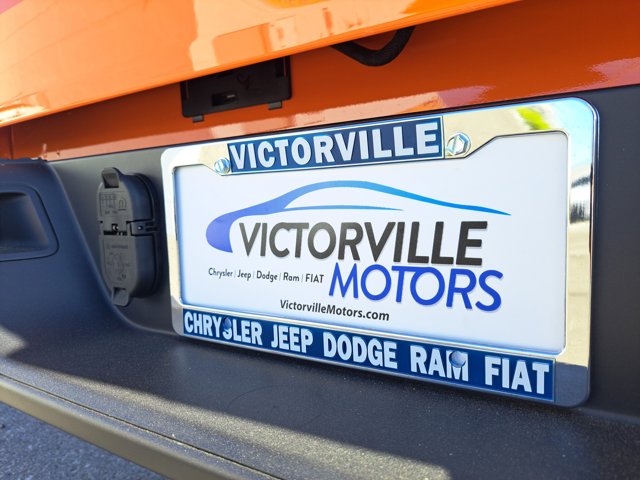 VICTORVILLE
VICTORVILLE
Chrysler | Jeep | Dodge | Ram | FIAT
MOTORS
VictorvilleMotors.com
CHRYSLER JEEP DODGE RAM FIAT